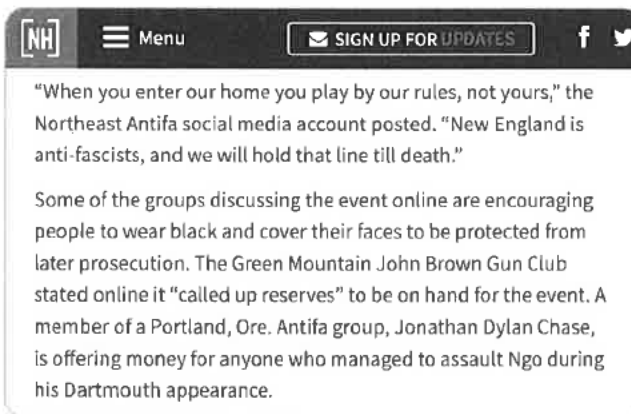 [NH] Menu SIGN UP FOR UPDATES
“When you enter our home you play by our rules, not yours,” the
Northeast Antifa social media account posted. “New England is
anti-fascists, and we will hold that line till death.”
Some of the groups discussing the event online are encouraging
people to wear black and cover their faces to be protected from
later prosecution. The Green Mountain John Brown Gun Club
stated online it “called up reserves” to be on hand for the event. A
member of a Portland, Ore. Antifa group, Jonathan Dylan Chase,
is offering money for anyone who managed to assault Ngo during
his Dartmouth appearance.